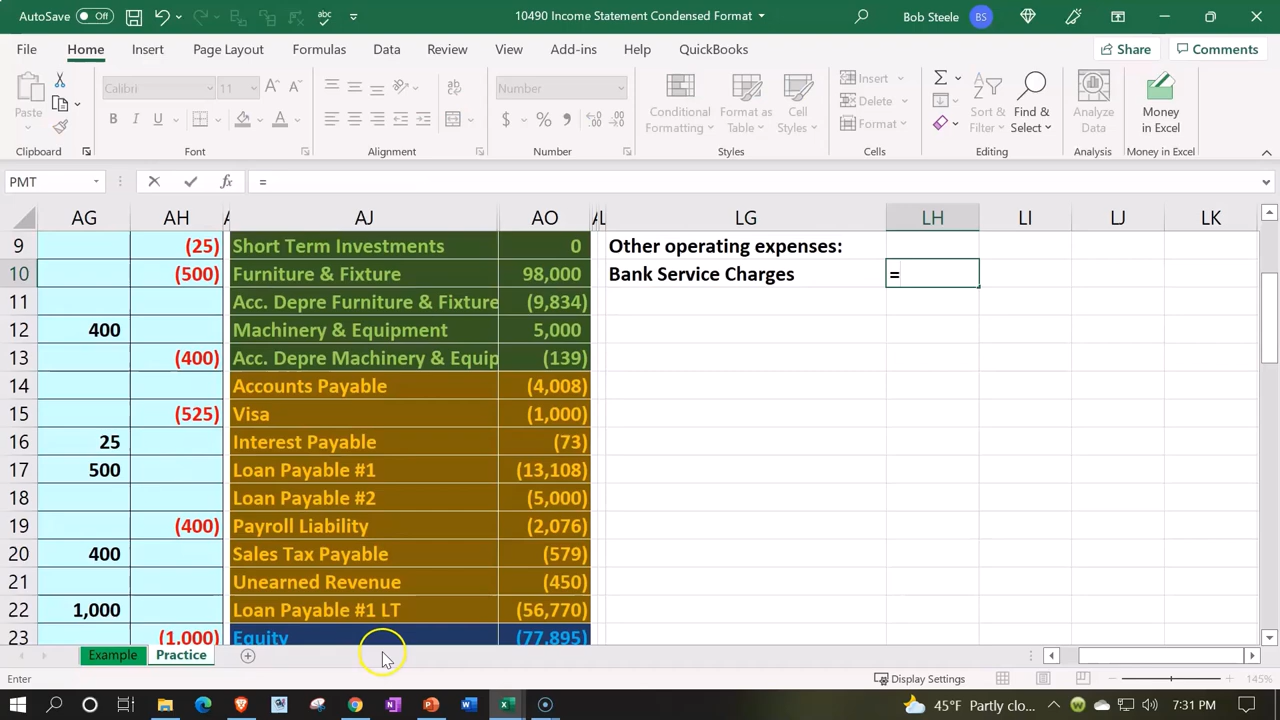 AutoSave Off 10490 Income Statement Condensed Format Bob Steele BS
File Home Insert Page Layout Formulas Data Review View Add-ins Help QuickBooks Share Comments
Calibri 11 Number Insert
Paste Conditional Formatting Format as Table Cell Styles Delete Sort & Filter Find & Select Analyze Data Money in Excel
Format
Clipboard Font Alignment Number Styles Cells Editing Analysis Money in Excel
PMT =
AG AH A AJ AO AL LG LH LI LJ LK
9 (25) Short Term Investments 0 Other operating expenses:
10 (500) Furniture & Fixture 98,000 Bank Service Charges =
11 Acc. Depre Furniture & Fixture (9,834)
12 400 Machinery & Equipment 5,000
13 (400) Acc. Depre Machinery & Equip (139)
14 Accounts Payable (4,008)
15 (525) Visa (1,000)
16 25 Interest Payable (73)
17 500 Loan Payable #1 (13,108)
18 Loan Payable #2 (5,000)
19 (400) Payroll Liability (2,076)
20 400 Sales Tax Payable (579)
21 Unearned Revenue (450)
22 1,000 Loan Payable #1 LT (56,770)
23 (1,000) Equity (77,895)
Example Practice
Enter Display Settings 145%
45°F Partly clo... 7:31 PM